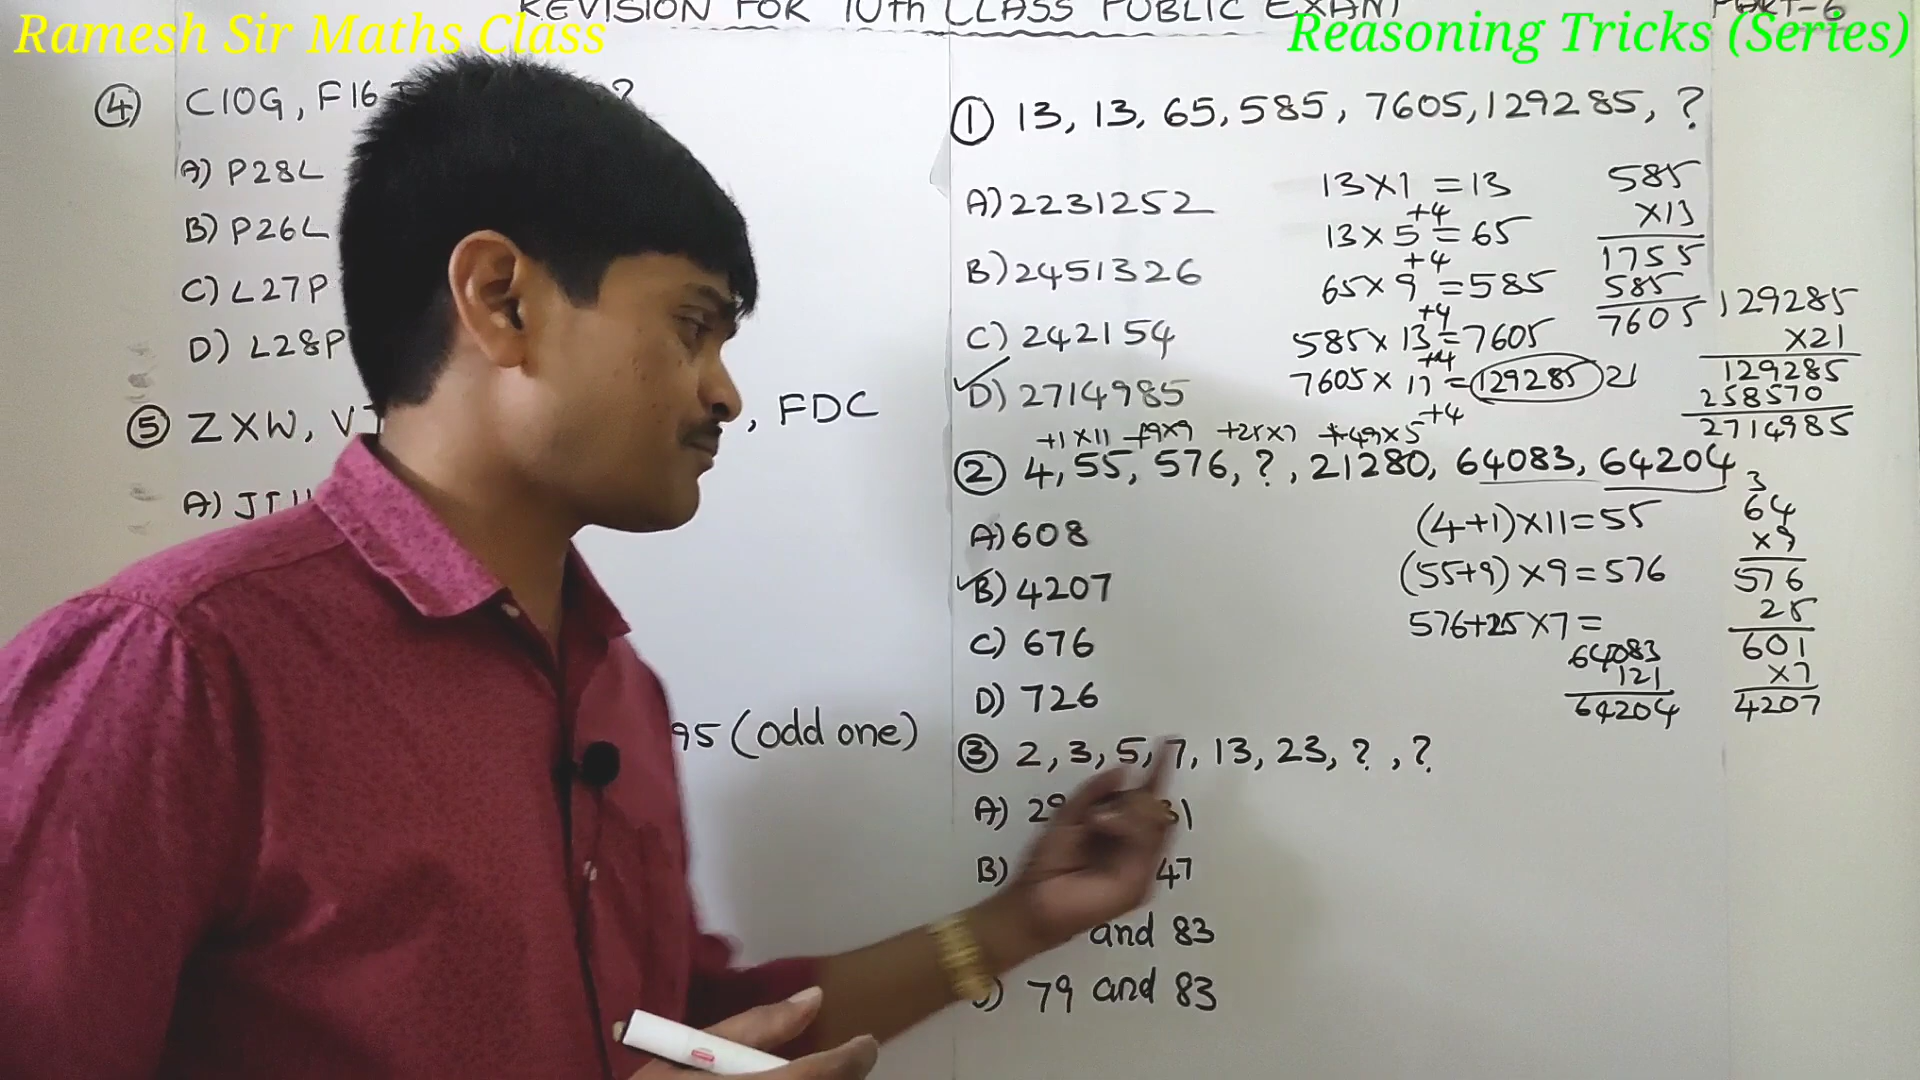 REVISION FOR 10th CLASS PUBLIC EXAM
PART-6
Ramesh Sir Maths Class
Reasoning Tricks (Series)
④ C10G, F16 ?
A) P28L
B) P26L
C) L27P
D) L28P
⑤ ZXW, VT , FDC
A) JIH
95 (odd one)
① 13, 13, 65, 585, 7605, 129285, ?
A) 2231252
B) 2451326
C) 242154
D) 2714985
13×1 = 13
+4
13×5 = 65
+4
65×9 = 585
+4
585×13 = 7605
+4
7605×17 = 129285 21
+4
585
×13
1755
585
7605
129285
×21
129285
258570
2714985
+1×11 +9×9 +25×7 +49×5
② 4, 55, 576, ?, 21280, 64083, 64204
A) 608
B) 4207
C) 676
D) 726
(4+1)×11=55
(55+9)×9=576
576+25×7=
64083
121
64204
3
64
×9
576
25
601
×7
4207
③ 2, 3, 5, 7, 13, 23, ?, ?
A) 29 31
B) 47
and 83
D) 79 and 83